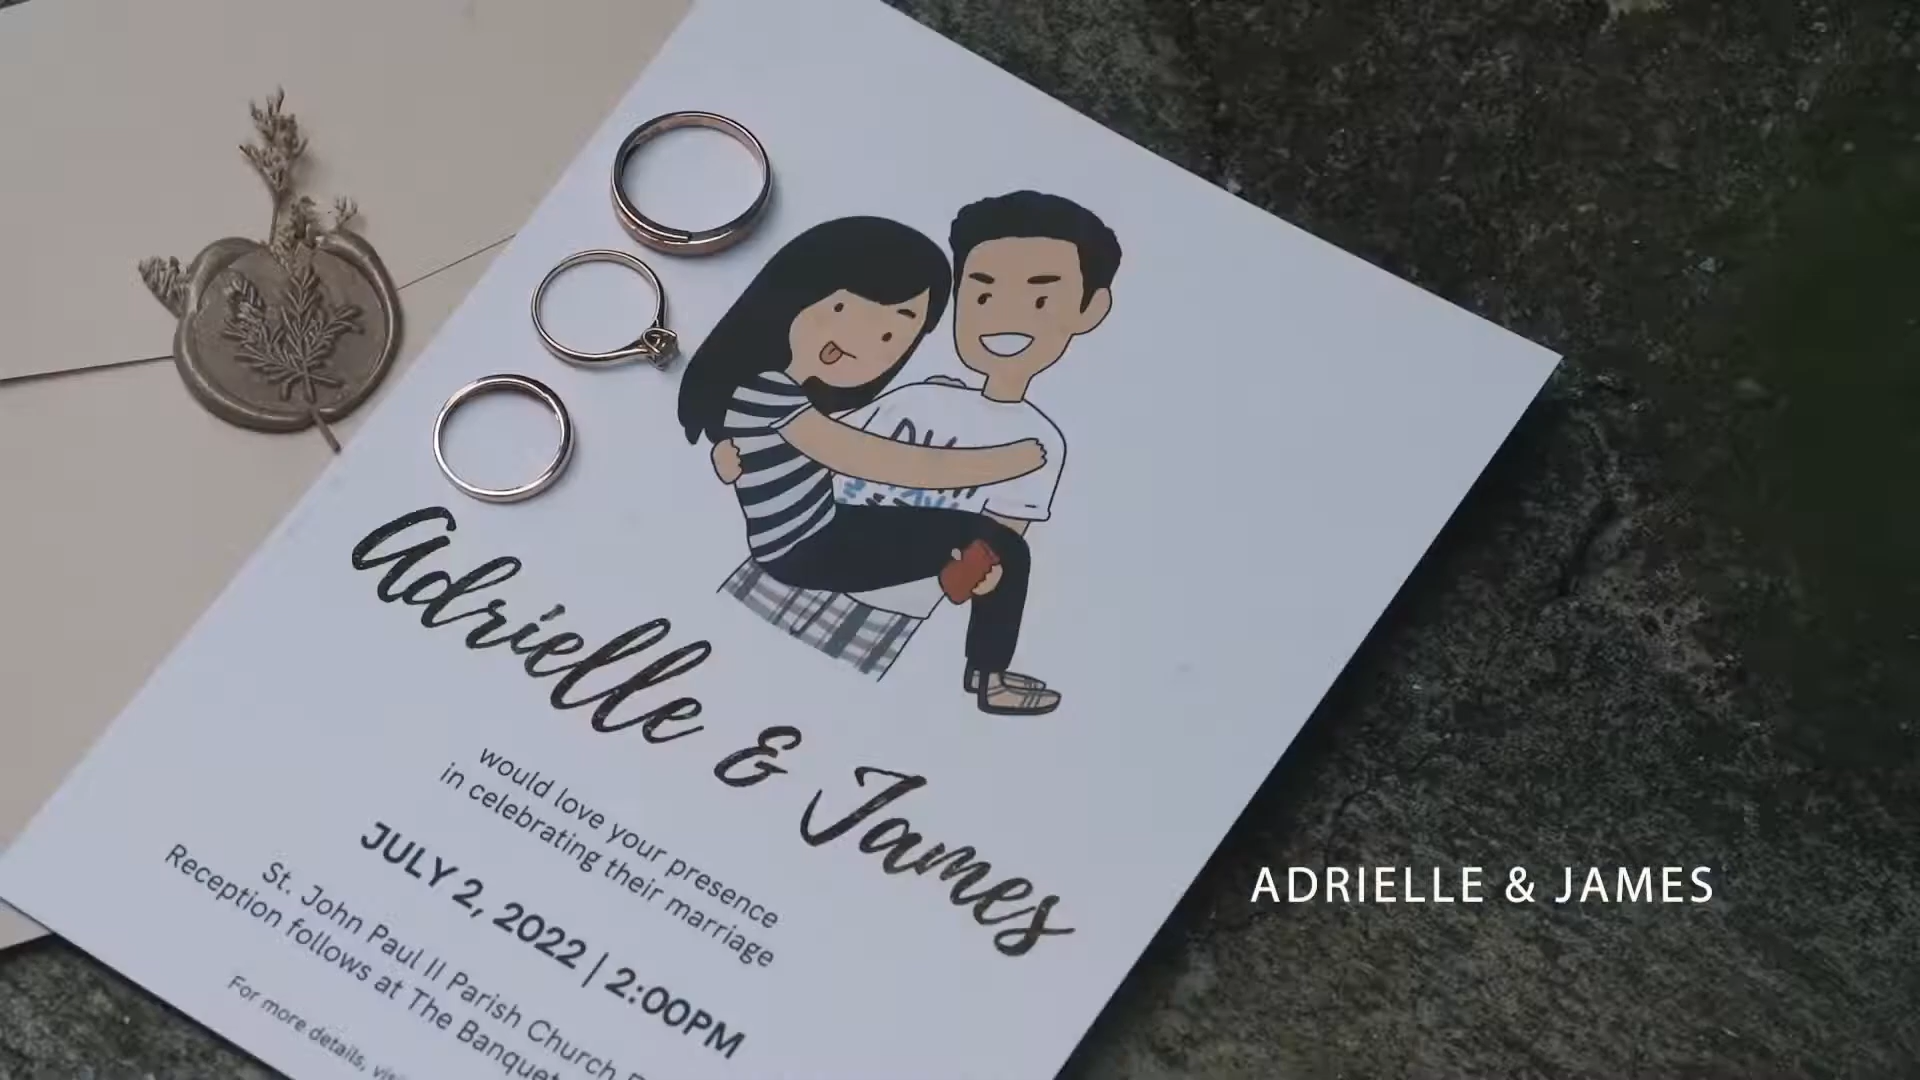 Adrielle & James
would love your presence
in celebrating their marriage
JULY 2, 2022 | 2:00PM
St. John Paul II Parish Church
Reception follows at The Banquet
For more details,
ADRIELLE & JAMES